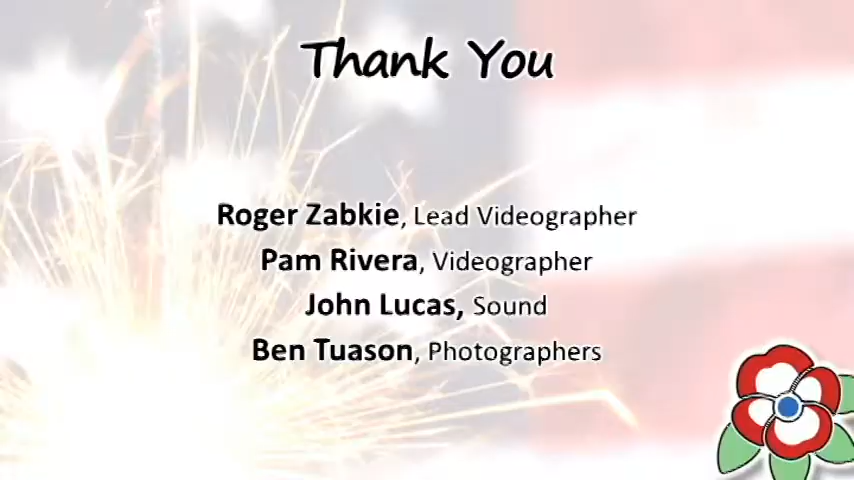 Thank You
Roger Zabkie, Lead Videographer
Pam Rivera, Videographer
John Lucas, Sound
Ben Tuason, Photographers